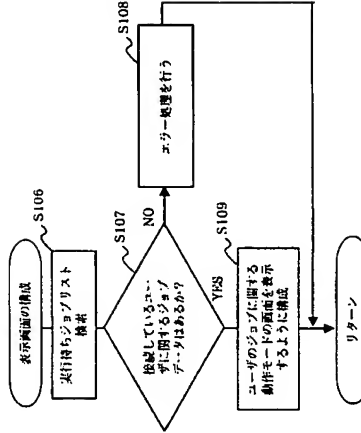 表示画面の構成
S106
実行待ちジョブリスト
検索
S107
接続しているユー
ザに関するジョブ
データはあるか?
NO
S108
エラー処理を行う
YES
S109
ユーザのジョブに関する
動作モードの画面を表示
するように構成
リターン